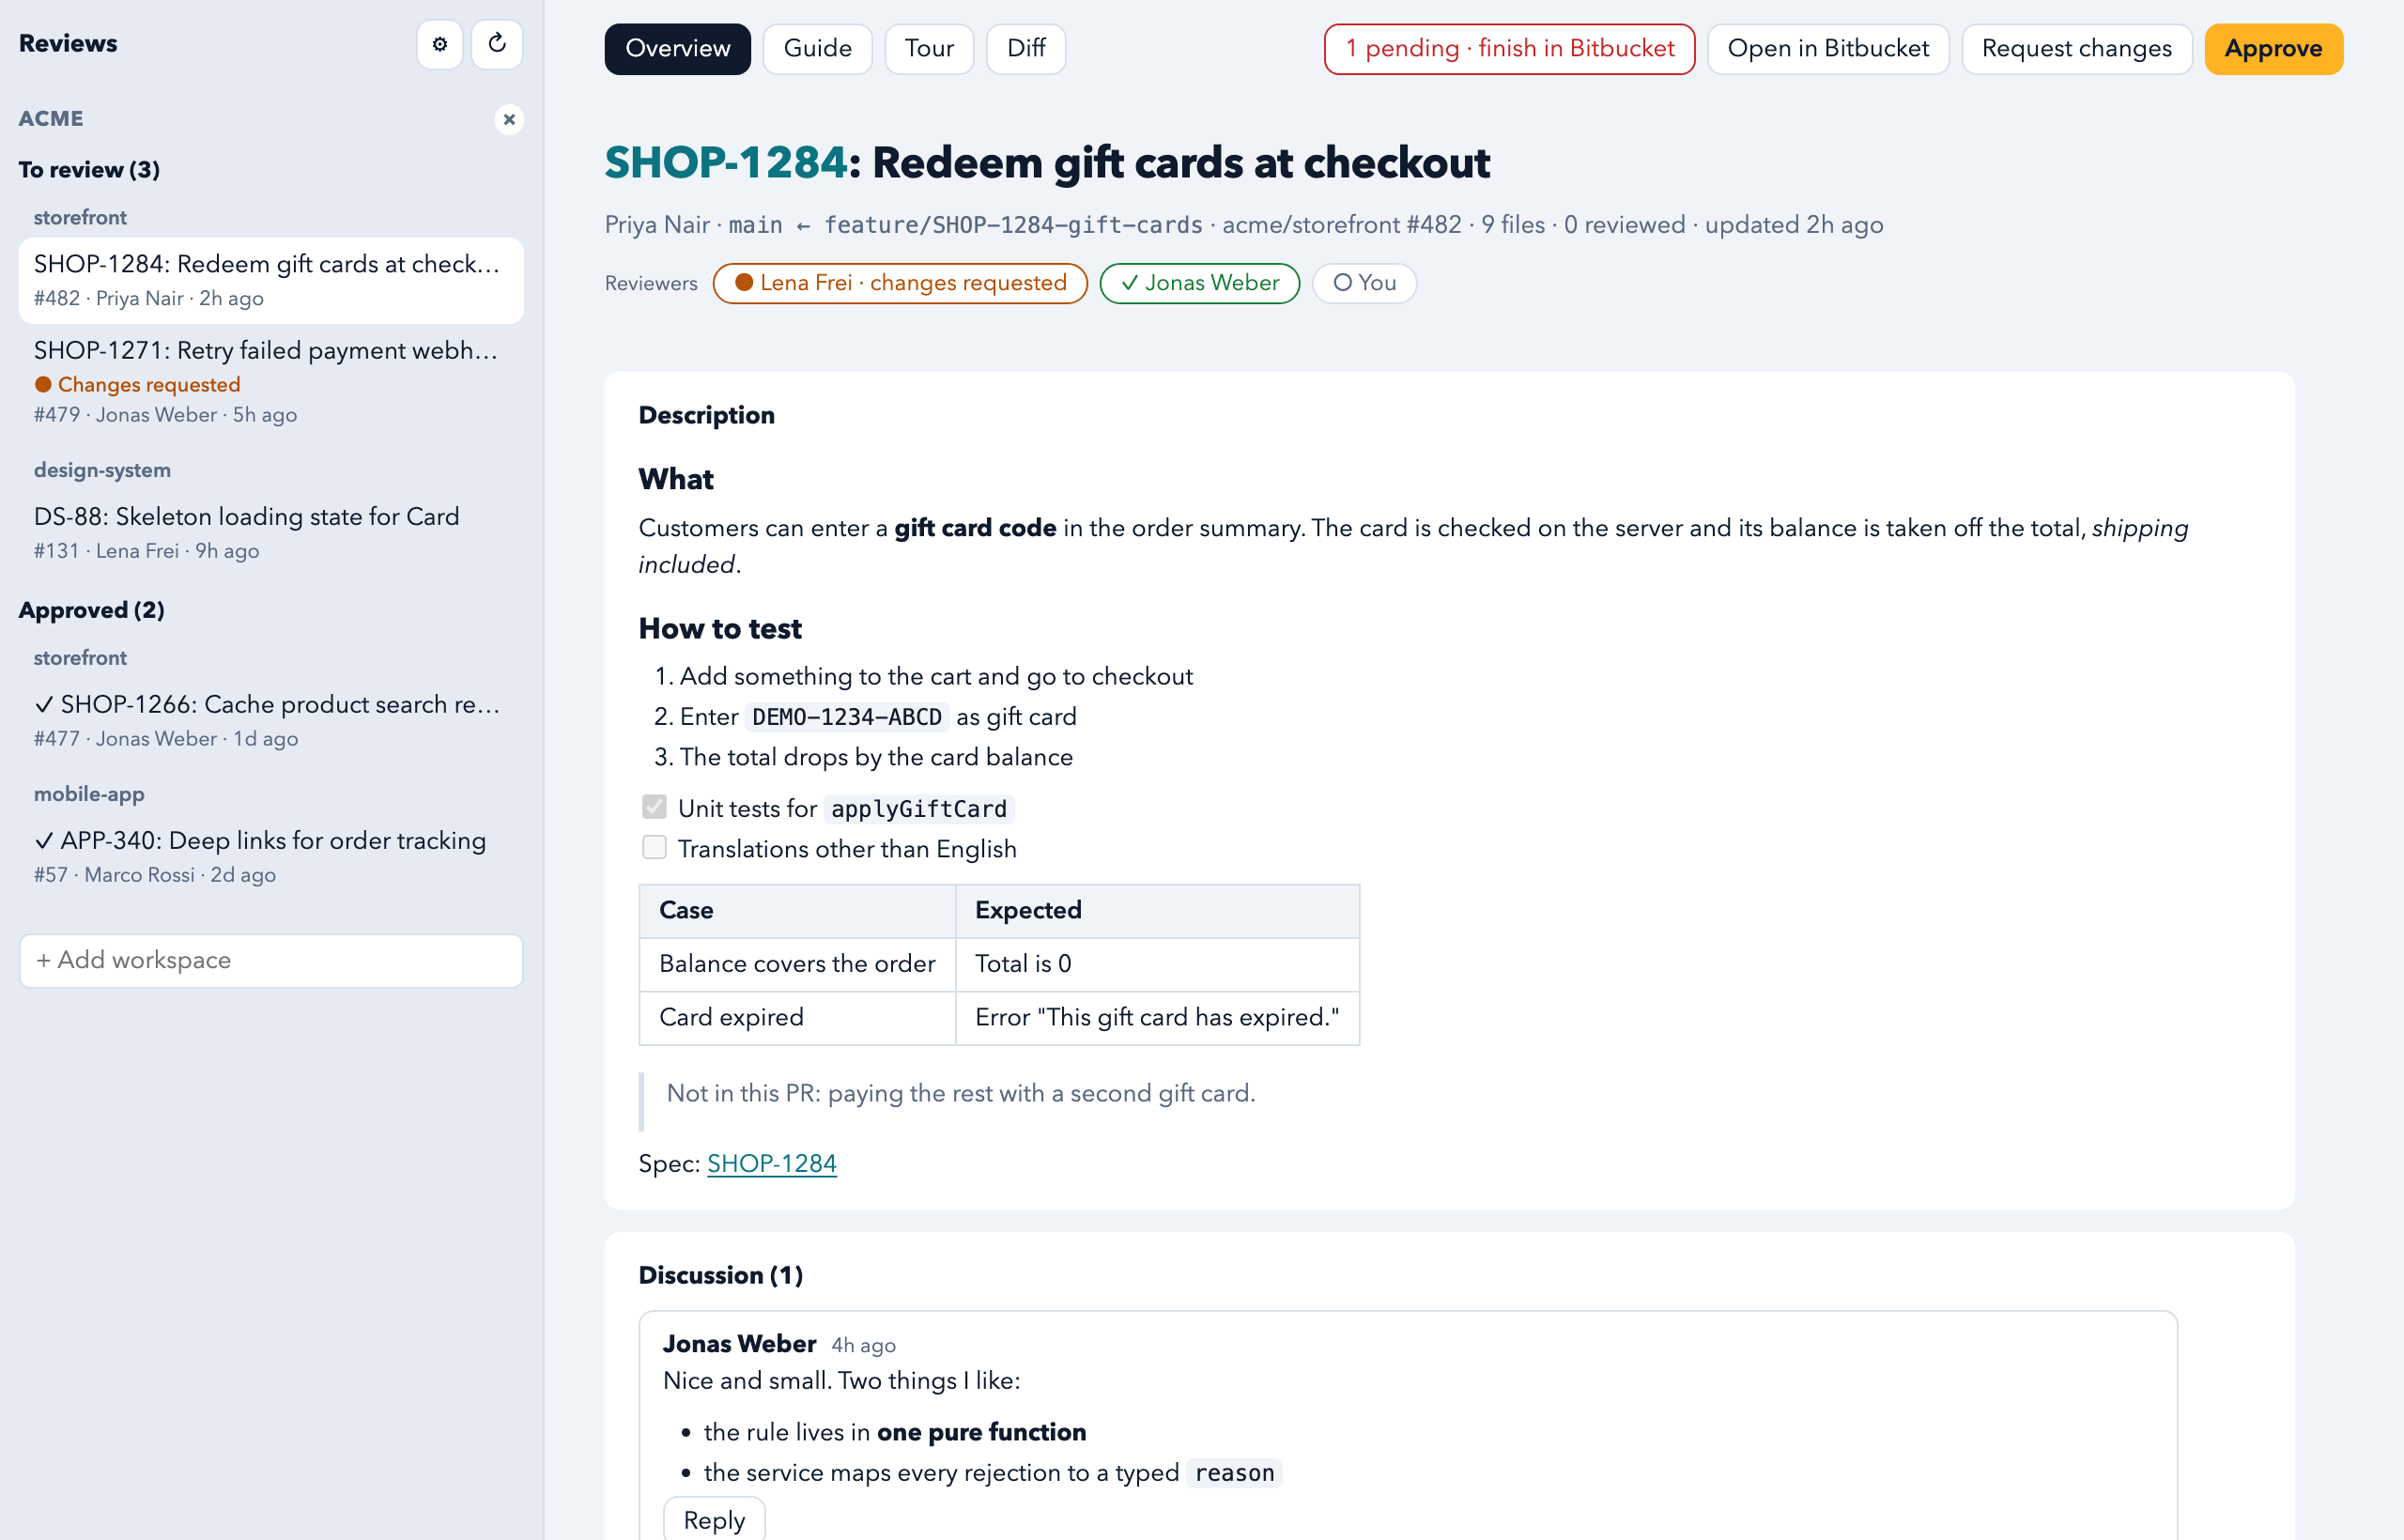 Reviews
ACME
To review (3)
storefront
SHOP-1284: Redeem gift cards at check…
#482 · Priya Nair · 2h ago
SHOP-1271: Retry failed payment webh…
Changes requested
#479 · Jonas Weber · 5h ago
design-system
DS-88: Skeleton loading state for Card
#131 · Lena Frei · 9h ago
Approved (2)
storefront
✓ SHOP-1266: Cache product search re…
#477 · Jonas Weber · 1d ago
mobile-app
✓ APP-340: Deep links for order tracking
#57 · Marco Rossi · 2d ago
+ Add workspace
Overview Guide Tour Diff 1 pending · finish in Bitbucket Open in Bitbucket Request changes Approve
SHOP-1284: Redeem gift cards at checkout
Priya Nair · main ← feature/SHOP-1284-gift-cards · acme/storefront #482 · 9 files · 0 reviewed · updated 2h ago
Reviewers Lena Frei · changes requested ✓ Jonas Weber You
Description
What
Customers can enter a gift card code in the order summary. The card is checked on the server and its balance is taken off the total, shipping
included.
How to test
1. Add something to the cart and go to checkout
2. Enter DEMO-1234-ABCD as gift card
3. The total drops by the card balance
Unit tests for applyGiftCard
Translations other than English
Case Expected
Balance covers the order Total is 0
Card expired Error "This gift card has expired."
Not in this PR: paying the rest with a second gift card.
Spec: SHOP-1284
Discussion (1)
Jonas Weber 4h ago
Nice and small. Two things I like:
• the rule lives in one pure function
• the service maps every rejection to a typed reason
Reply